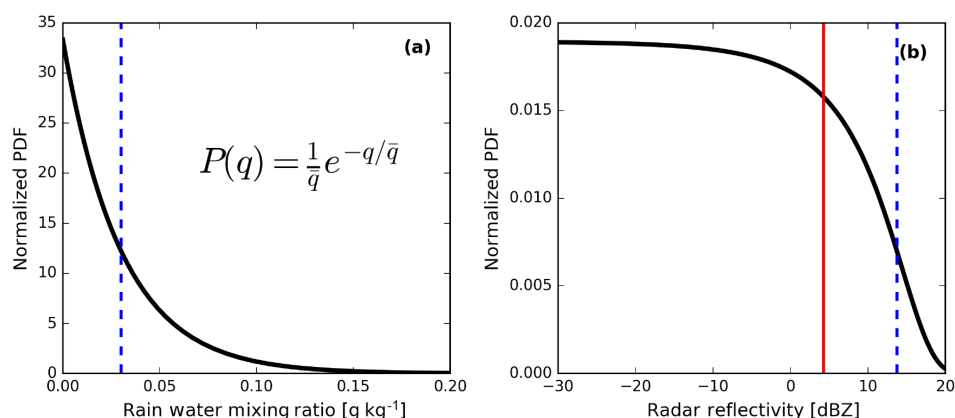 35
30
25
20
15
10
5
0
Normalized PDF
(a)
P(q) = 1/q̄ e^{-q/q̄}
0.00 0.05 0.10 0.15 0.20
Rain water mixing ratio [g kg⁻¹]
0.020
0.015
0.010
0.005
0.000
Normalized PDF
(b)
−30 −20 −10 0 10 20
Radar reflectivity [dBZ]